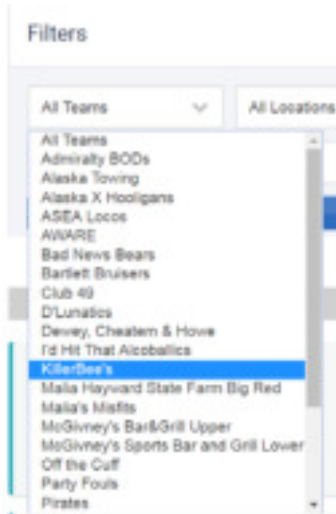 Filters
All Teams
All Locations
All Teams
Admiralty BODs
Alaska Towing
Alaska X Hooligans
ASEA Locos
AWARE
Bad News Bears
Bartlett Bruisers
Club 49
D'Lunatics
Dewey, Cheatem & Howe
I'd Hit That Alcoballics
KillerBee's
Malia Hayward State Farm Big Red
Malia's Misfits
McGivney's Bar&Grill Upper
McGivney's Sports Bar and Grill Lower
Off the Cuff
Party Fouls
Pirates